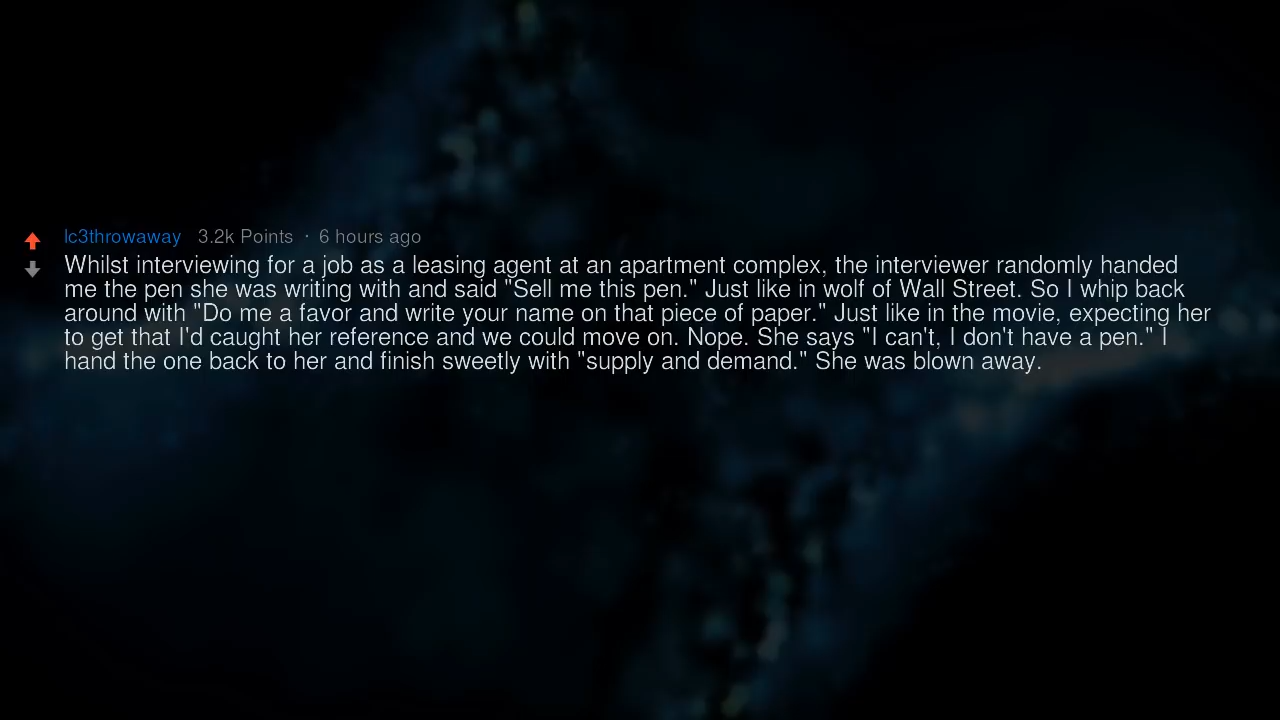 lc3throwaway 3.2k Points · 6 hours ago
Whilst interviewing for a job as a leasing agent at an apartment complex, the interviewer randomly handed
me the pen she was writing with and said "Sell me this pen." Just like in wolf of Wall Street. So I whip back
around with "Do me a favor and write your name on that piece of paper." Just like in the movie, expecting her
to get that I'd caught her reference and we could move on. Nope. She says "I can't, I don't have a pen." I
hand the one back to her and finish sweetly with "supply and demand." She was blown away.